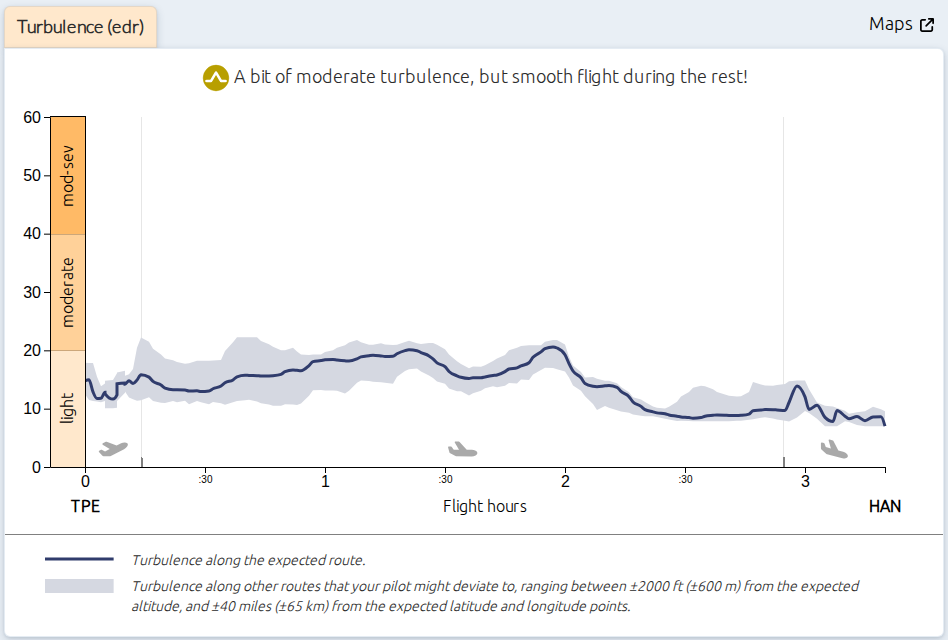 Turbulence (edr)
Maps
A bit of moderate turbulence, but smooth flight during the rest!
60
50
40
30
20
10
0
mod-sev
moderate
light
0
:30
1
:30
2
:30
3
TPE
Flight hours
HAN
Turbulence along the expected route.
Turbulence along other routes that your pilot might deviate to, ranging between ±2000 ft (±600 m) from the expected
altitude, and ±40 miles (±65 km) from the expected latitude and longitude points.